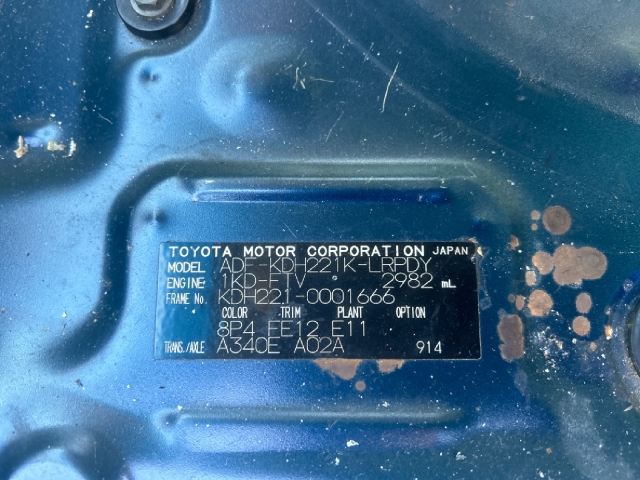 TOYOTA MOTOR CORPORATION JAPAN
MODEL ADF-KDH221K-LRPDY
ENGINE 1KD-FTV 2982 mL
FRAME No. KDH221-0001666
COLOR TRIM PLANT OPTION
8P4 FE12 E11
TRANS./AXLE A340E A02A 914